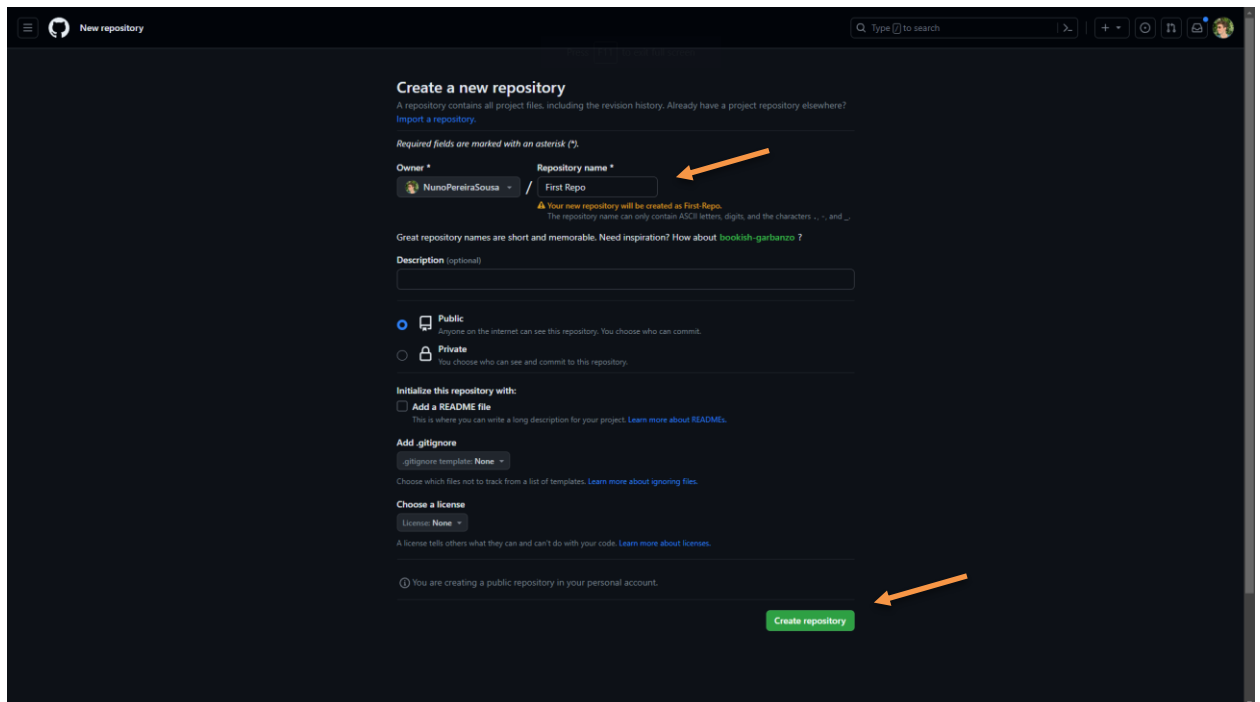 New repository
Type / to search
Create a new repository
A repository contains all project files, including the revision history. Already have a project repository elsewhere?
Import a repository.
Required fields are marked with an asterisk (*).
Owner * Repository name *
NunoPereiraSousa / First Repo
Your new repository will be created as First-Repo.
The repository name can only contain ASCII letters, digits, and the characters ., -, and _.
Great repository names are short and memorable. Need inspiration? How about bookish-garbanzo ?
Description (optional)
Public
Anyone on the internet can see this repository. You choose who can commit.
Private
You choose who can see and commit to this repository.
Initialize this repository with:
Add a README file
This is where you can write a long description for your project. Learn more about READMEs.
Add .gitignore
.gitignore template: None
Choose which files not to track from a list of templates. Learn more about ignoring files.
Choose a license
License: None
A license tells others what they can and can't do with your code. Learn more about licenses.
You are creating a public repository in your personal account.
Create repository